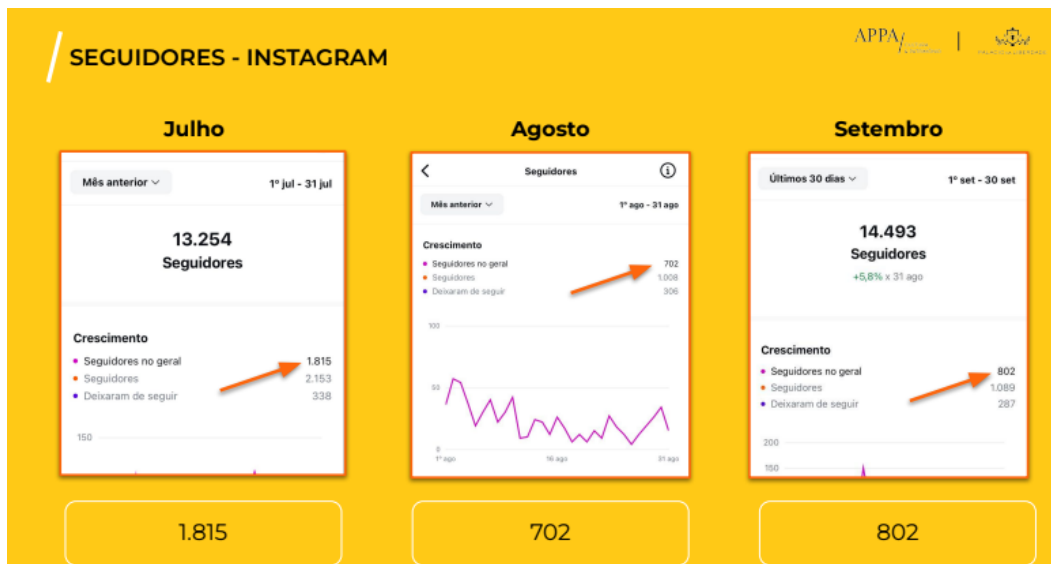 SEGUIDORES - INSTAGRAM
APPA
Julho
Mês anterior
1º jul - 31 jul
13.254
Seguidores
Crescimento
Seguidores no geral 1.815
Seguidores 2.153
Deixaram de seguir 338
150
1.815
Agosto
Seguidores
Mês anterior
1º ago - 31 ago
Crescimento
Seguidores no geral 702
Seguidores 1.008
Deixaram de seguir 306
100
50
0
1º ago 16 ago 31 ago
702
Setembro
Últimos 30 dias
1º set - 30 set
14.493
Seguidores
+5,8% x 31 ago
Crescimento
Seguidores no geral 802
Seguidores 1.089
Deixaram de seguir 287
200
150
802